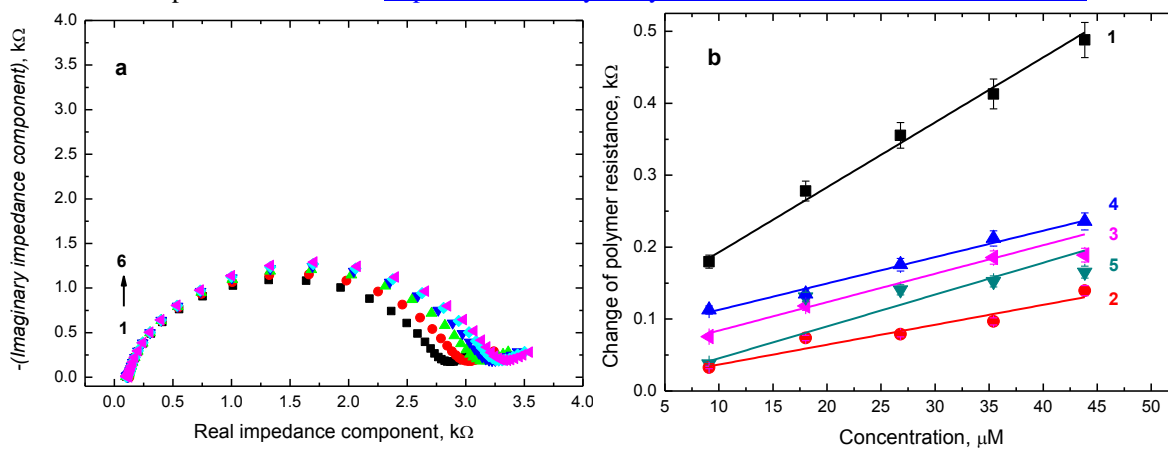 a
-(Imaginary impedance component), kΩ
4.0
3.5
3.0
2.5
2.0
1.5
1.0
0.5
0.0
6
1
0.0 0.5 1.0 1.5 2.0 2.5 3.0 3.5 4.0
Real impedance component, kΩ
b
Change of polymer resistance, kΩ
0.5
0.4
0.3
0.2
0.1
0.0
1
4
3
5
2
5 10 15 20 25 30 35 40 45 50
Concentration, μM